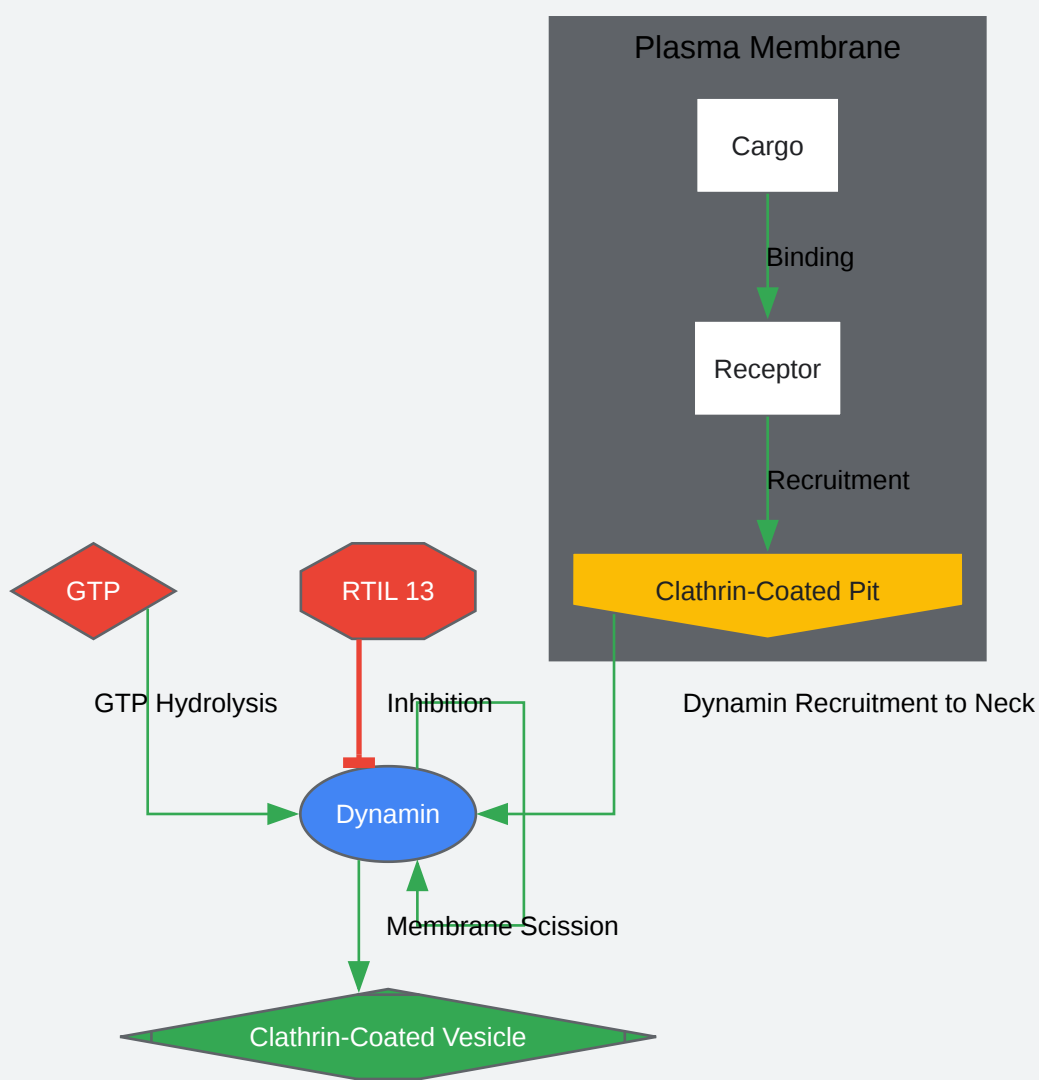 Plasma Membrane
Cargo
Binding
Receptor
Recruitment
GTP
RTIL 13
Clathrin-Coated Pit
GTP Hydrolysis
Inhibition
Dynamin Recruitment to Neck
Dynamin
Membrane Scission
Clathrin-Coated Vesicle